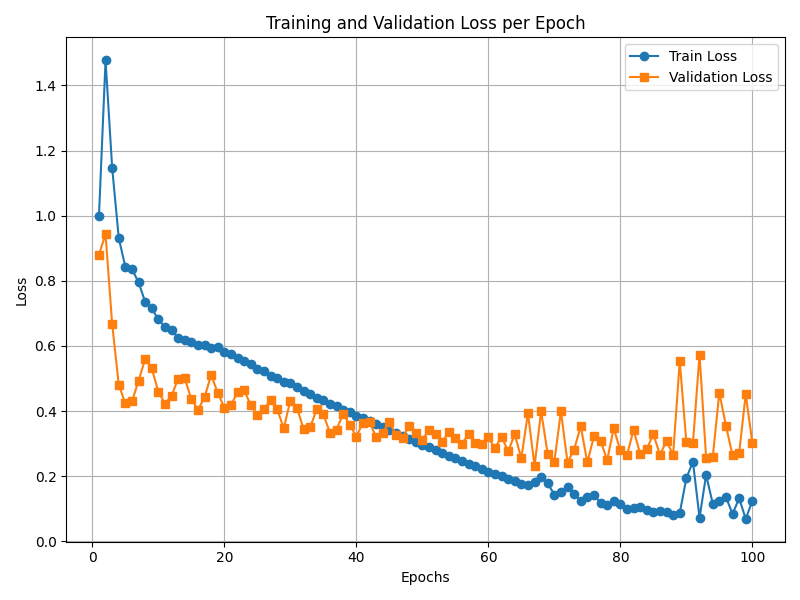 Training and Validation Loss per Epoch
Train Loss
Validation Loss
1.4
1.2
1.0
0.8
0.6
0.4
0.2
0.0
Loss
0 20 40 60 80 100
Epochs